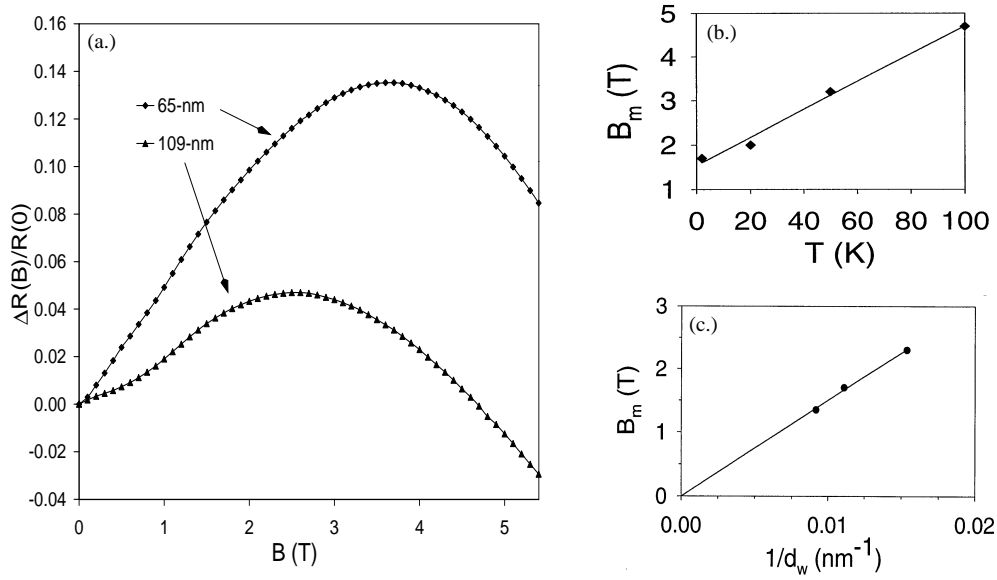 (a.)
0.16
0.14
0.12
0.10
0.08
0.06
0.04
0.02
0.00
-0.02
-0.04
ΔR(B)/R(0)
65-nm
109-nm
0 1 2 3 4 5
B (T)
(b.)
5
4
3
2
1
B_m (T)
0 20 40 60 80 100
T (K)
(c.)
3
2
1
0
B_m (T)
0.00 0.01 0.02
1/d_w (nm⁻¹)